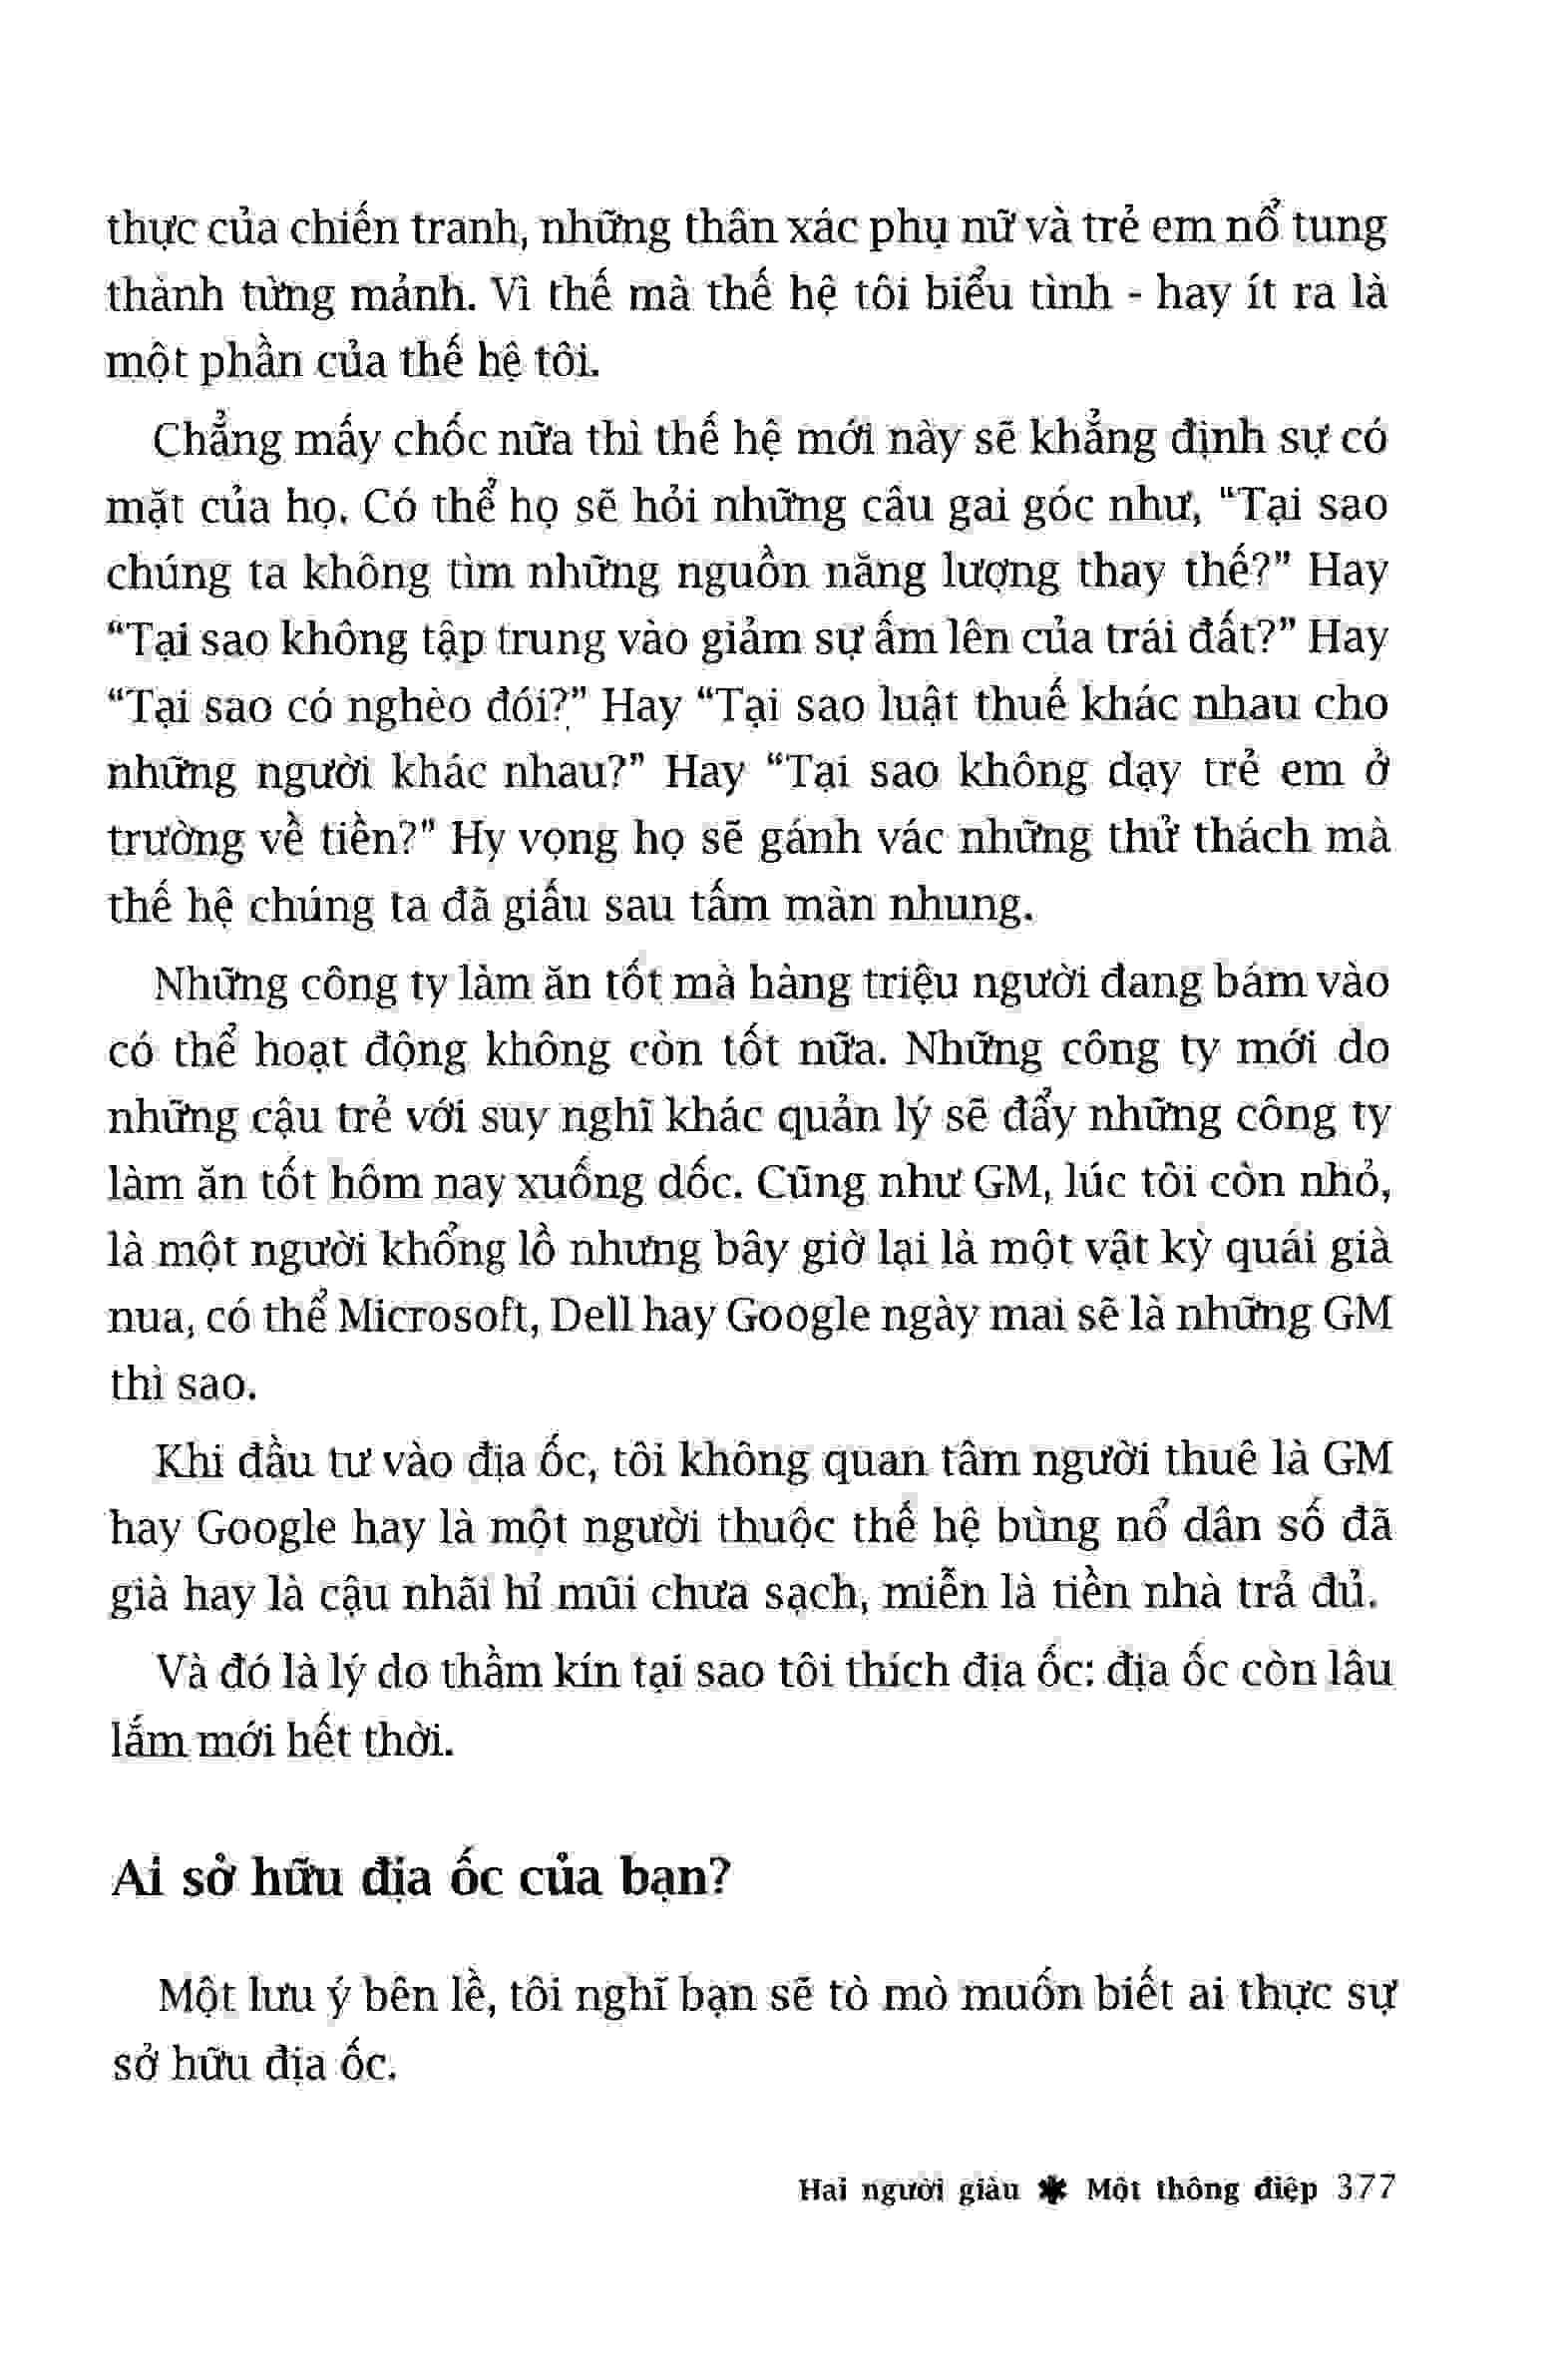 thực của chiến tranh, những thân xác phụ nữ và trẻ em nổ tung
thành từng mảnh. Vì thế mà thế hệ tôi biểu tình - hay ít ra là
một phần của thế hệ tôi.
Chẳng mấy chốc nữa thì thế hệ mới này sẽ khẳng định sự có
mặt của họ. Có thể họ sẽ hỏi những câu gai góc như, “Tại sao
chúng ta không tìm những nguồn năng lượng thay thế?” Hay
“Tại sao không tập trung vào giảm sự ấm lên của trái đất?” Hay
“Tại sao có nghèo đói?” Hay “Tại sao luật thuế khác nhau cho
những người khác nhau?” Hay “Tại sao không dạy trẻ em ở
trường về tiền?” Hy vọng họ sẽ gánh vác những thử thách mà
thế hệ chúng ta đã giấu sau tấm màn nhung.
Những công ty làm ăn tốt mà hàng triệu người đang bám vào
có thể hoạt động không còn tốt nữa. Những công ty mới do
những cậu trẻ với suy nghĩ khác quản lý sẽ đẩy những công ty
làm ăn tốt hôm nay xuống dốc. Cũng như GM, lúc tôi còn nhỏ,
là một người khổng lồ nhưng bây giờ lại là một vật kỳ quái già
nua, có thể Microsoft, Dell hay Google ngày mai sẽ là những GM
thì sao.
Khi đầu tư vào địa ốc, tôi không quan tâm người thuê là GM
hay Google hay là một người thuộc thế hệ bùng nổ dân số đã
già hay là cậu nhãi hỉ mũi chưa sạch, miễn là tiền nhà trả đủ.
Và đó là lý do thầm kín tại sao tôi thích địa ốc: địa ốc còn lâu
lắm mới hết thời.
Ai sở hữu địa ốc của bạn?
Một lưu ý bên lề, tôi nghĩ bạn sẽ tò mò muốn biết ai thực sự
sở hữu địa ốc.
Hai người giàu ✱ Một thông điệp 377